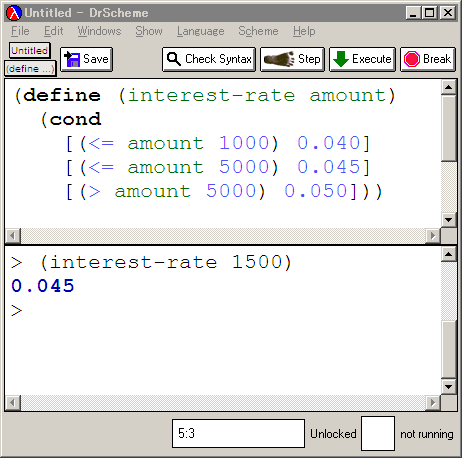 Untitled - DrScheme
File Edit Windows Show Language Scheme Help
Untitled
(define ...)
Save
Check Syntax
Step
Execute
Break
(define (interest-rate amount)
  (cond
    [(<= amount 1000) 0.040]
    [(<= amount 5000) 0.045]
    [(> amount 5000) 0.050]))
> (interest-rate 1500)
0.045
>
5:3
Unlocked
not running